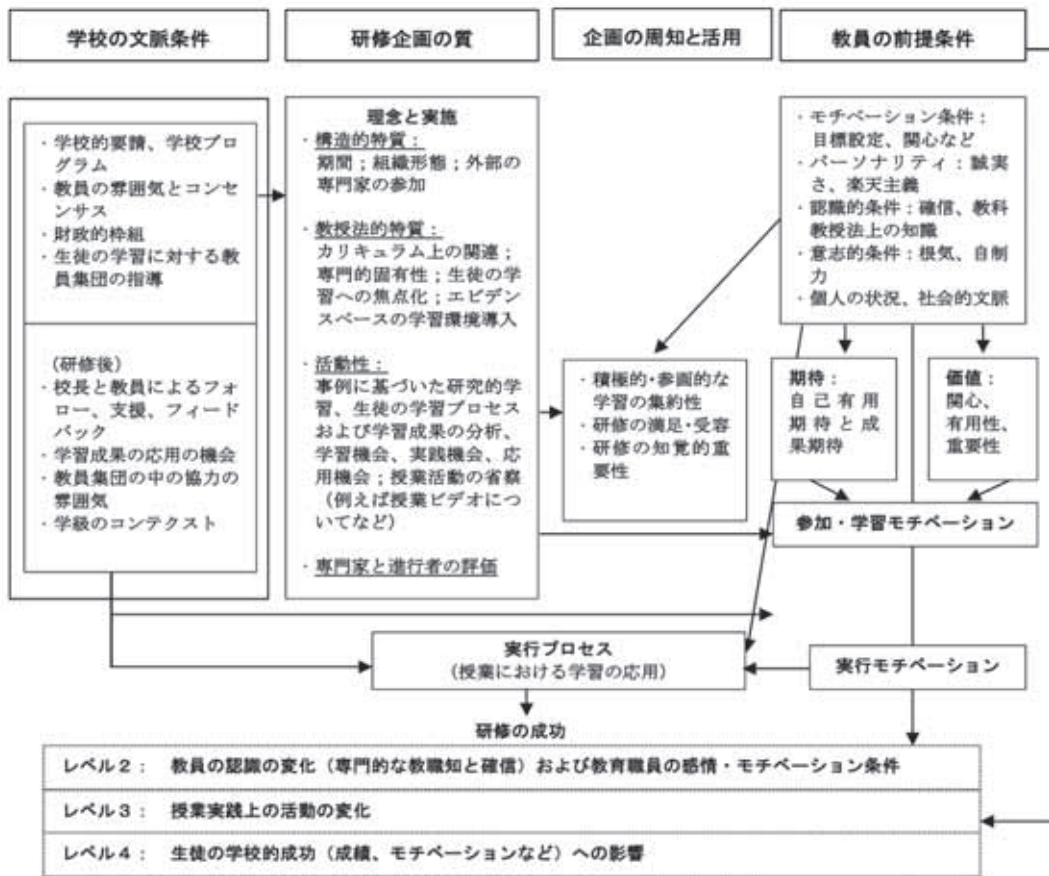 学校の文脈条件
研修企画の質
企画の周知と活用
教員の前提条件
・学校的要請、学校プロ
グラム
・教員の雰囲気とコンセ
ンサス
・財政的枠組
・生徒の学習に対する教
員集団の指導
(研修後)
・校長と教員によるフォ
ロー、支援、フィード
バック
・学習成果の応用の機会
・教員集団の中の協力の
雰囲気
・学級のコンテクスト
理念と実施
・構造的特質:
期間;組織形態;外部の
専門家の参加
・教授法的特質:
カリキュラム上の関連;
専門的固有性;生徒の学
習への焦点化;エビデン
スベースの学習環境導入
・活動性:
事例に基づいた研究的学
習、生徒の学習プロセス
および学習成果の分析、
学習機会、実践機会、応
用機会;授業活動の省察
(例えば授業ビデオにつ
いてなど)
・専門家と進行者の評価
・積極的・参画的な
学習の集約性
・研修の満足・受容
・研修の知覚的重
要性
・モチベーション条件:
目標設定、関心など
・パーソナリティ:誠実
さ、楽天主義
・認識的条件:確信、教科
教授法上の知識
・意志的条件:根気、自制
力
・個人の状況、社会的文脈
期待:
自己有用
期待と成
果期待
価値:
関心、
有用性、
重要性
参加・学習モチベーション
実行プロセス
(授業における学習の応用)
実行モチベーション
研修の成功
レベル2: 教員の認識の変化(専門的な教職知と確信)および教育職員の感情・モチベーション条件
レベル3: 授業実践上の活動の変化
レベル4: 生徒の学校的成功(成績、モチベーションなど)への影響